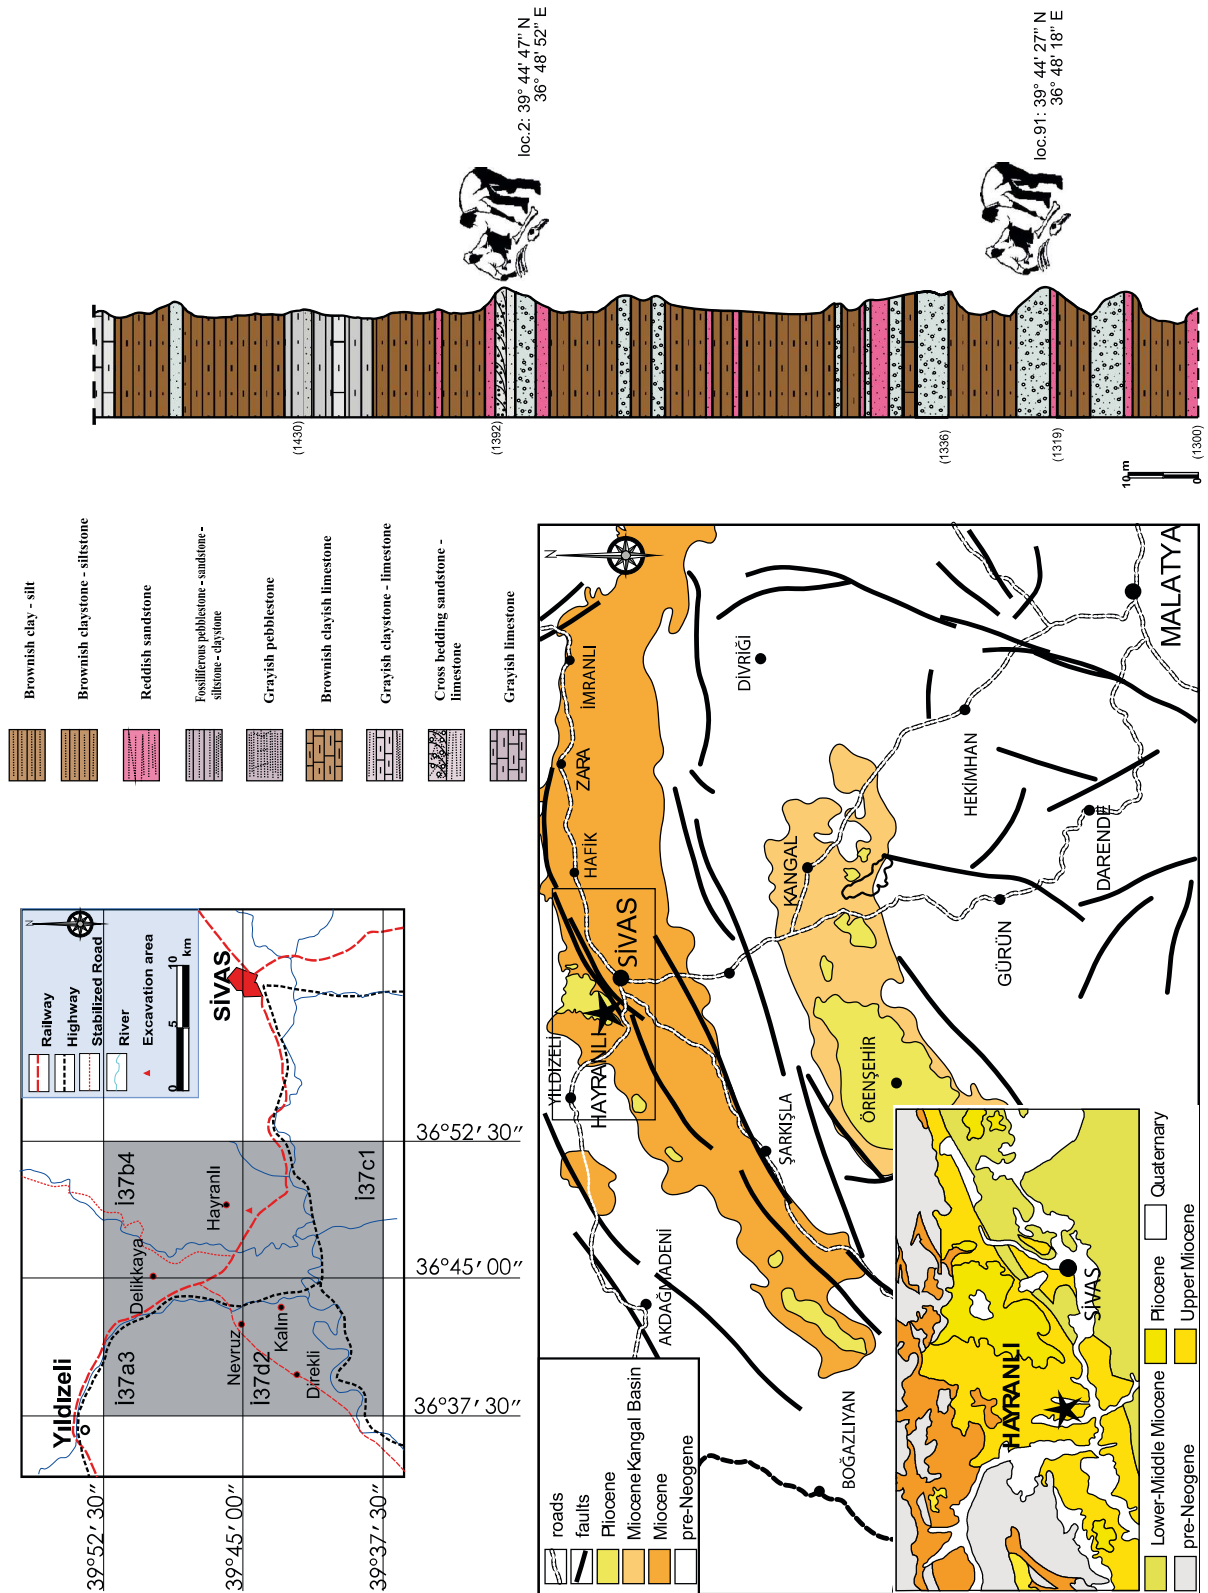 loc.2: 39° 44' 47" N
36° 48' 52" E
loc.91: 39° 44' 27" N
36° 48' 18" E
(1430)
(1392)
(1336)
(1319)
(1300)
10 m
0
Brownish clay - silt
Brownish claystone - siltstone
Reddish sandstone
Fossiliferous pebblestone - sandstone -
siltstone - claystone
Grayish pebblestone
Brownish clayish limestone
Grayish claystone - limestone
Cross bedding sandstone -
limestone
Grayish limestone
N
Railway
Highway
Stabilized Road
River
Excavation area
0 5 10
km
SİVAS
Yıldızeli
İ37a3
İ37b4
İ37d2
İ37c1
Delikkaya
Hayranlı
Nevruz
Kalın
Direkli
39°52' 30"
39°45' 00"
39°37' 30"
36°37' 30"
36°45' 00"
36°52' 30"
N
İMRANLI
ZARA
HAFİK
SİVAS
YILDIZELİ
HAYRANLI
DİVRİĞİ
KANGAL
HEKİMHAN
MALATYA
DAREND#
GÜRÜN
ÖRENŞEHİR
ŞARKIŞLA
AKDAĞMADENİ
BOĞAZLIYAN
roads
faults
Pliocene
MioceneKangal Basin
Miocene
pre-Neogene
HAYRANLI
SİVAS
Lower-Middle Miocene
Pliocene
Quaternary
pre-Neogene
Upper Miocene